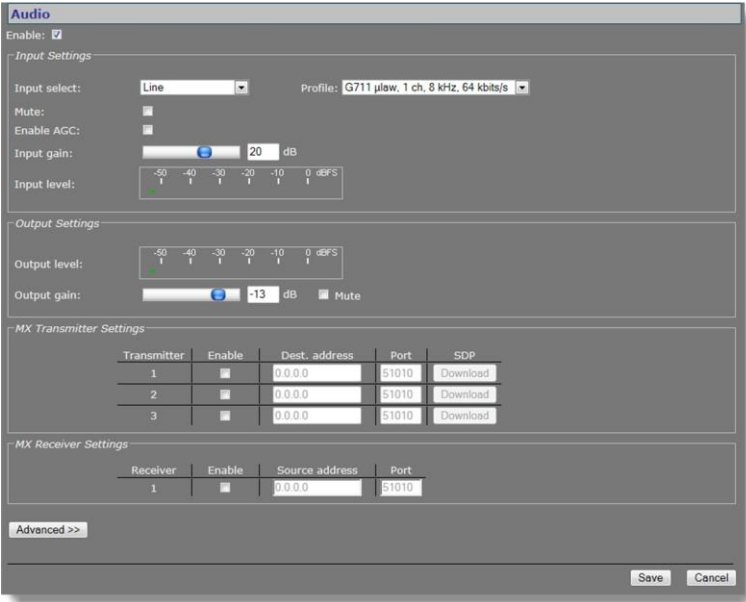 Audio
Enable:
Input Settings
Input select: Line Profile: G711 µlaw, 1 ch, 8 kHz, 64 kbits/s
Mute:
Enable AGC:
Input gain: 20 dB
-50 -40 -30 -20 -10 0 dBFS
Input level:
Output Settings
-50 -40 -30 -20 -10 0 dBFS
Output level:
Output gain: -13 dB Mute
MX Transmitter Settings
Transmitter Enable Dest. address Port SDP
1 0.0.0.0 51010 Download
2 0.0.0.0 51010 Download
3 0.0.0.0 51010 Download
MX Receiver Settings
Receiver Enable Source address Port
1 0.0.0.0 51010
Advanced >>
Save Cancel